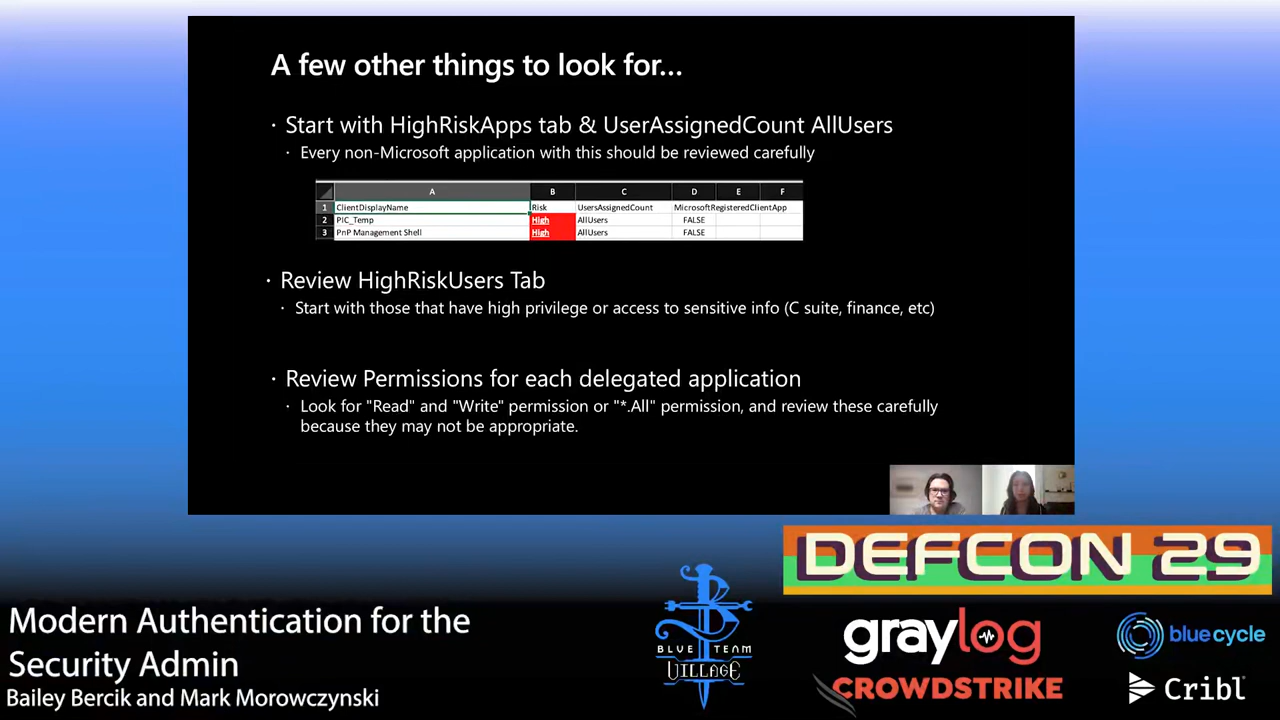 A few other things to look for...
· Start with HighRiskApps tab & UserAssignedCount AllUsers
· Every non-Microsoft application with this should be reviewed carefully
A B C D E F
1 ClientDisplayName Risk UsersAssignedCount MicrosoftRegisteredClientApp
2 PIC_Temp High AllUsers FALSE
3 PnP Management Shell High AllUsers FALSE
· Review HighRiskUsers Tab
· Start with those that have high privilege or access to sensitive info (C suite, finance, etc)
· Review Permissions for each delegated application
· Look for "Read" and "Write" permission or "*.All" permission, and review these carefully
because they may not be appropriate.
DEFCON 29
Modern Authentication for the
Security Admin
Bailey Bercik and Mark Morowczynski
BLUE TEAM
VILLAGE
graylog
CROWDSTRIKE
bluecycle
Cribl